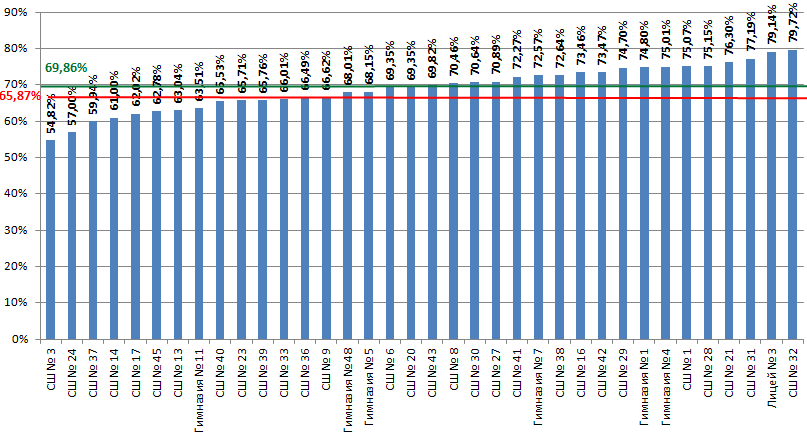 90%
80%
70%
60%
50%
40%
30%
20%
10%
0%
69,86%
65,87%
54,82%
57,00%
59,94%
61,00%
62,02%
62,78%
63,04%
63,51%
65,53%
65,71%
65,76%
66,01%
66,49%
66,62%
68,01%
68,15%
69,35%
69,35%
69,82%
70,46%
70,64%
70,89%
72,27%
72,57%
72,64%
73,46%
73,47%
74,70%
74,80%
75,01%
75,07%
75,15%
76,30%
77,19%
79,14%
79,72%
СШ № 3
СШ № 24
СШ № 37
СШ № 14
СШ № 17
СШ № 45
СШ № 13
Гимназия № 11
СШ № 40
СШ № 23
СШ № 39
СШ № 33
СШ № 36
СШ № 9
Гимназия № 48
Гимназия № 5
СШ № 6
СШ № 20
СШ № 43
СШ № 8
СШ № 30
СШ № 27
СШ № 41
Гимназия № 7
СШ № 38
СШ № 16
СШ № 42
СШ № 29
Гимназия № 1
Гимназия № 4
СШ № 1
СШ № 28
СШ № 21
СШ № 31
Лицей № 3
СШ № 32